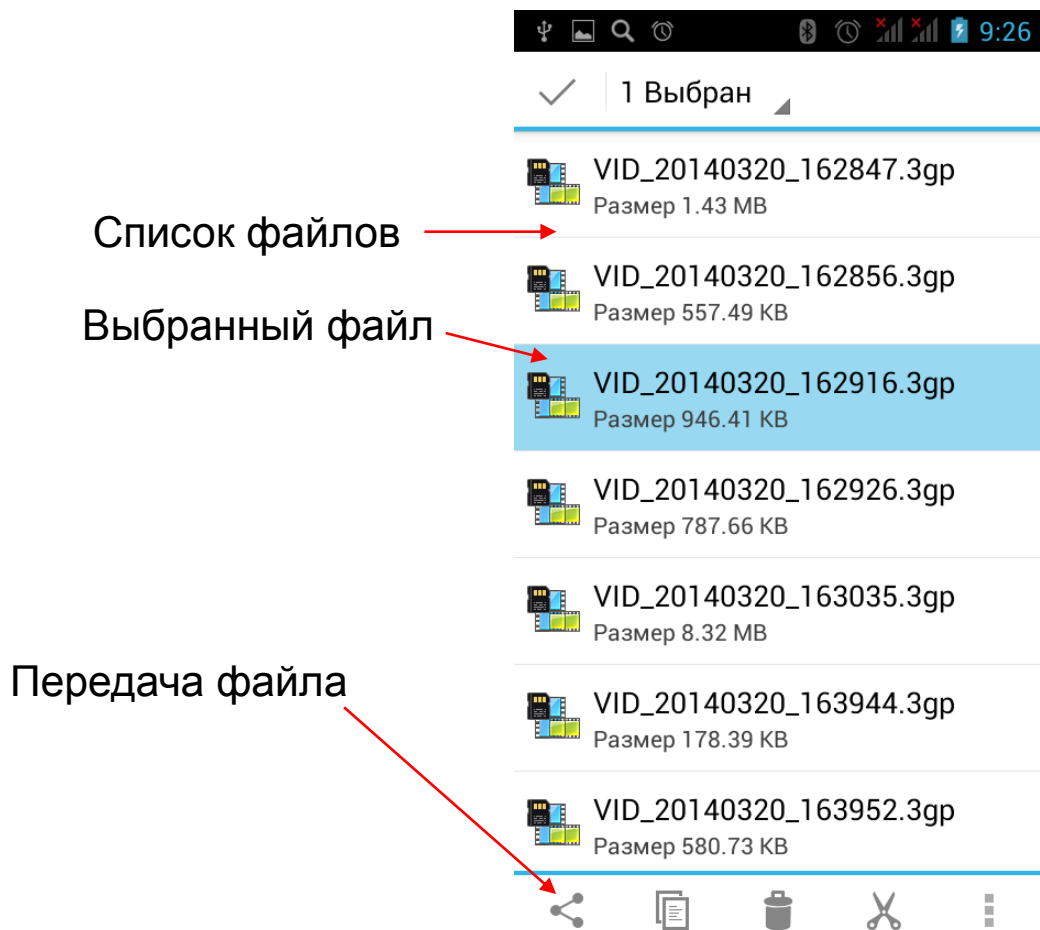 9:26
1 Выбран
VID_20140320_162847.3gp
Размер 1.43 MB
Список файлов
VID_20140320_162856.3gp
Размер 557.49 KB
Выбранный файл
VID_20140320_162916.3gp
Размер 946.41 KB
VID_20140320_162926.3gp
Размер 787.66 KB
VID_20140320_163035.3gp
Размер 8.32 MB
Передача файла
VID_20140320_163944.3gp
Размер 178.39 KB
VID_20140320_163952.3gp
Размер 580.73 KB